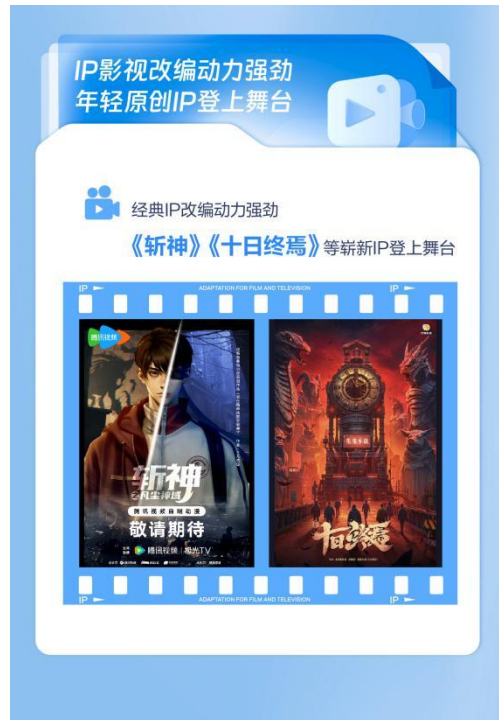 IP影视改编动力强劲
年轻原创IP登上舞台
经典IP改编动力强劲
《斩神》《十日终焉》等崭新IP登上舞台
IP
ADAPTATION FOR FILM AND TELEVISION
IP
腾讯视频
斩神
之凡尘神域
腾讯视频自制动漫
敬请期待
腾讯视频 极光TV
十日终焉
IP
ADAPTATION FOR FILM AND TELEVISION
IP